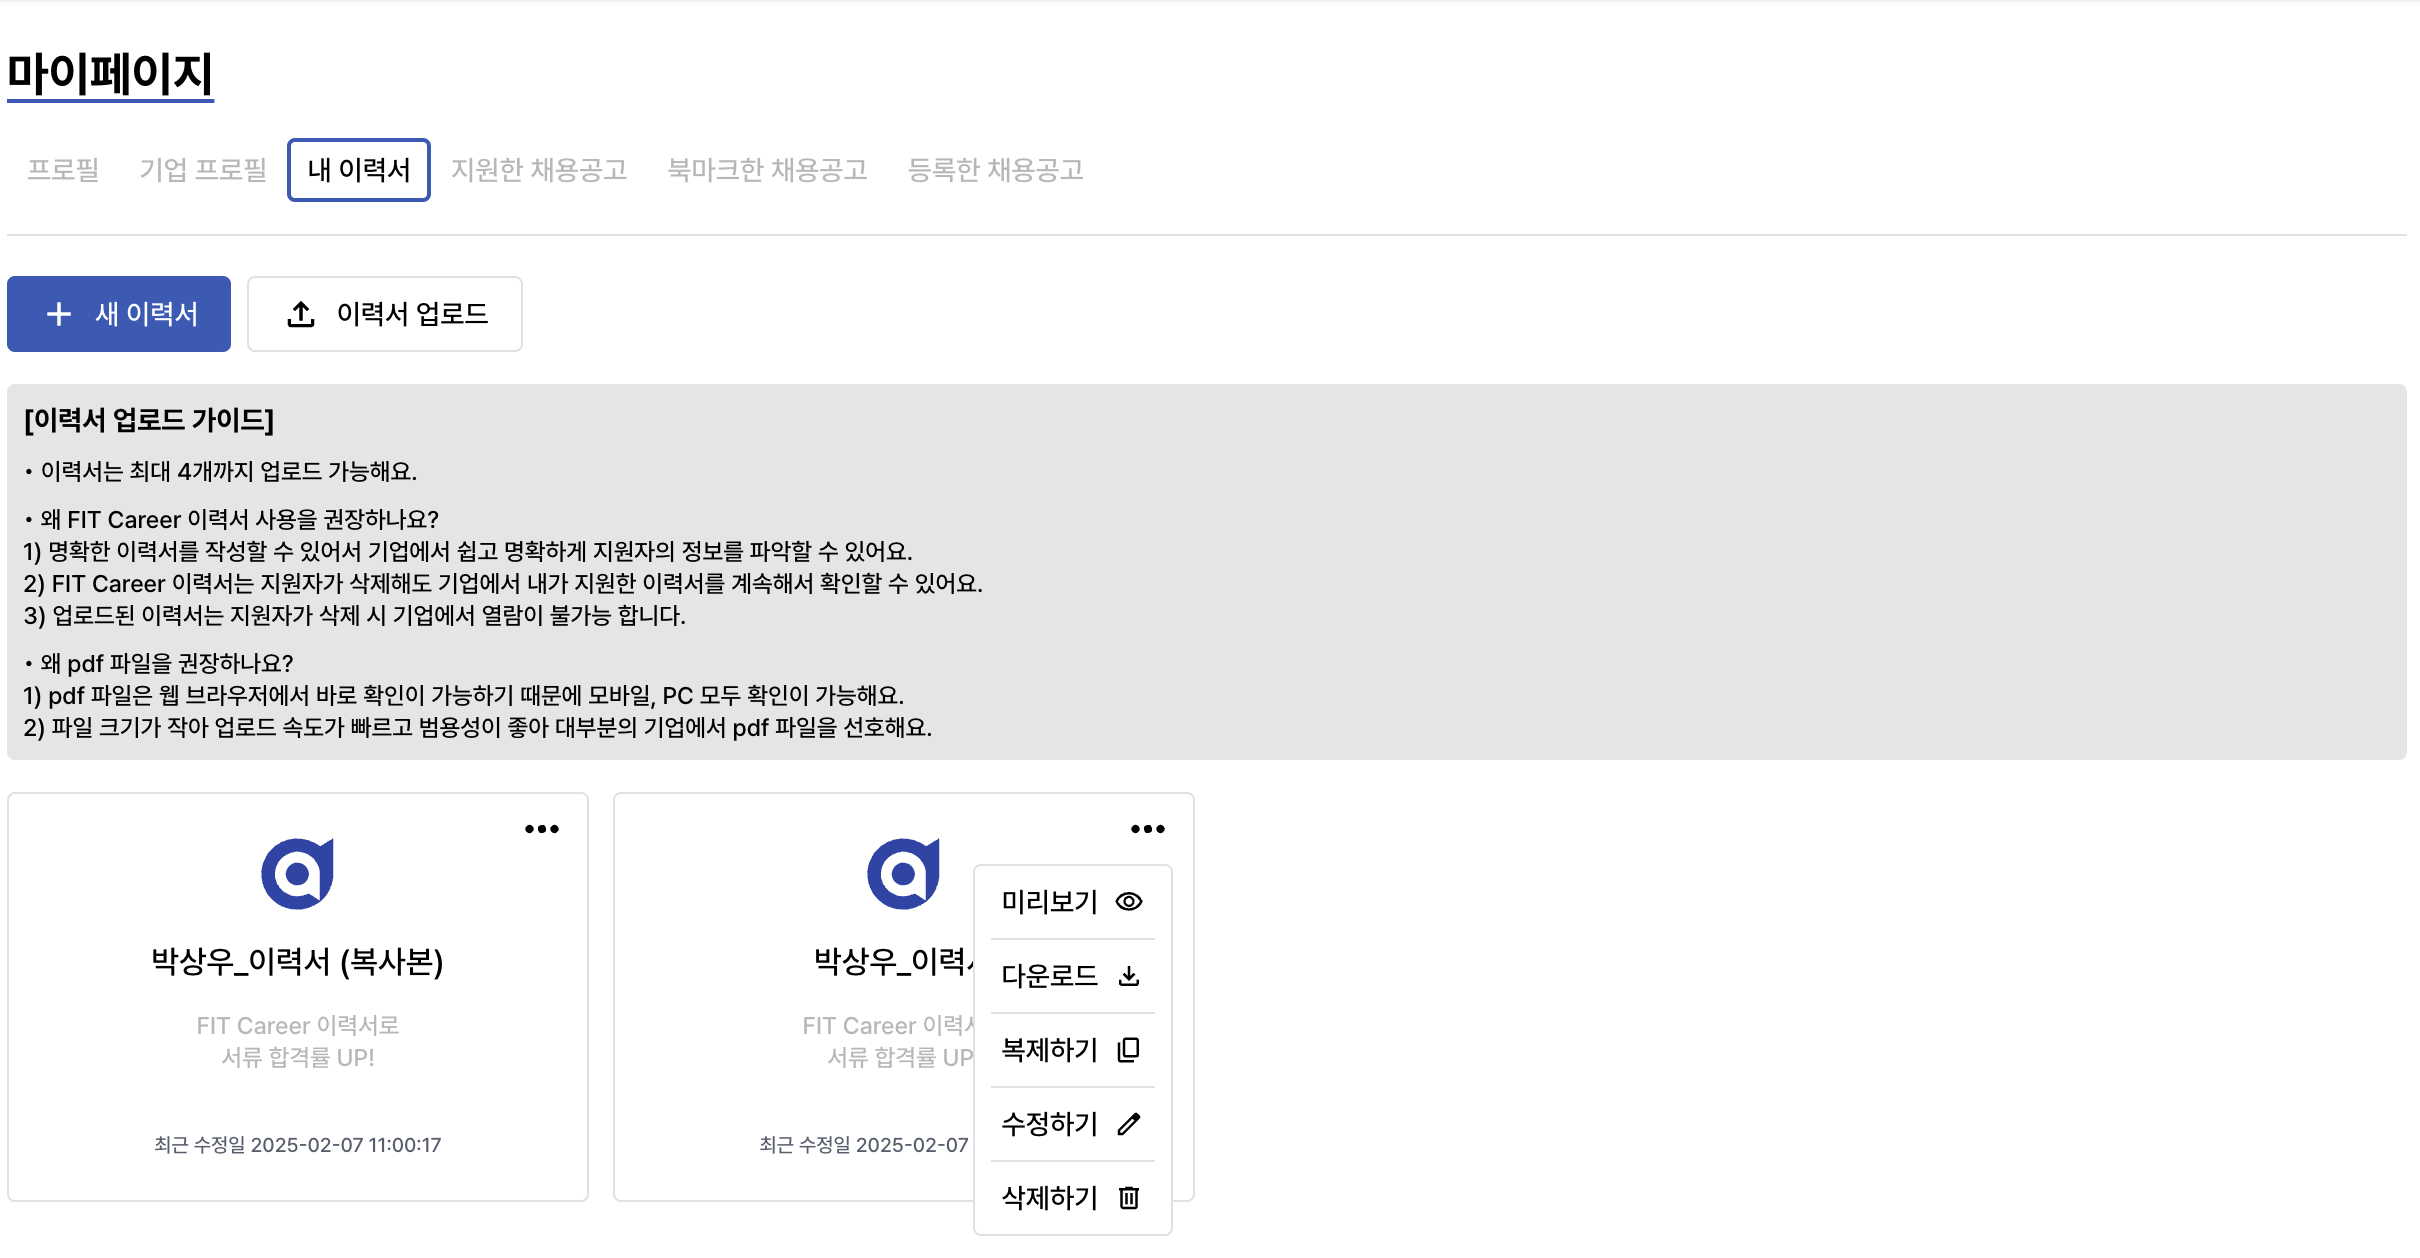 마이페이지
프로필 기업 프로필 내 이력서 지원한 채용공고 북마크한 채용공고 등록한 채용공고
새 이력서 이력서 업로드
[이력서 업로드 가이드]
• 이력서는 최대 4개까지 업로드 가능해요.
• 왜 FIT Career 이력서 사용을 권장하나요?
1) 명확한 이력서를 작성할 수 있어서 기업에서 쉽고 명확하게 지원자의 정보를 파악할 수 있어요.
2) FIT Career 이력서는 지원자가 삭제해도 기업에서 내가 지원한 이력서를 계속해서 확인할 수 있어요.
3) 업로드된 이력서는 지원자가 삭제 시 기업에서 열람이 불가능 합니다.
• 왜 pdf 파일을 권장하나요?
1) pdf 파일은 웹 브라우저에서 바로 확인이 가능하기 때문에 모바일, PC 모두 확인이 가능해요.
2) 파일 크기가 작아 업로드 속도가 빠르고 범용성이 좋아 대부분의 기업에서 pdf 파일을 선호해요.
박상우_이력서 (복사본)
FIT Career 이력서로
서류 합격률 UP!
최근 수정일 2025-02-07 11:00:17
FIT Career
서류 합격률 UP
최근 수정일 2025-02-07
미리보기
다운로드
복제하기
수정하기
삭제하기